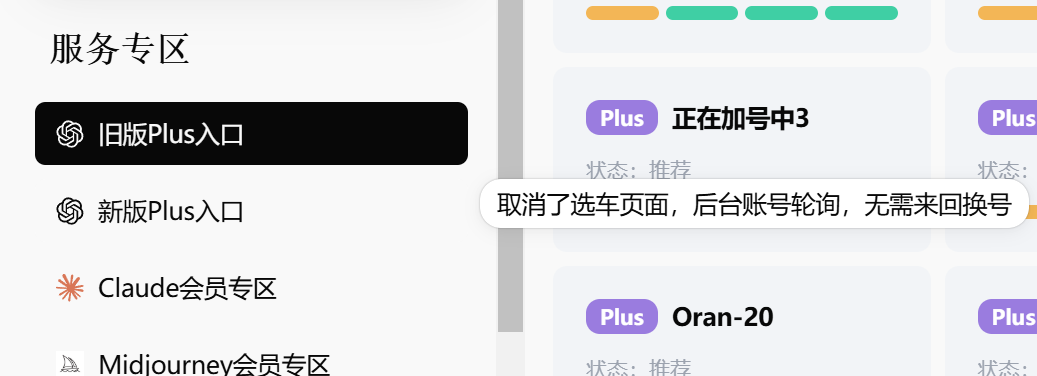 服务专区
旧版Plus入口
新版Plus入口
Claude会员专区
Midjourney会员专区
Plus 正在加号中3
状态：推荐
Plus
状态：
取消了选车页面，后台账号轮询，无需来回换号
Plus Oran-20
状态：推荐
Plus
状态：